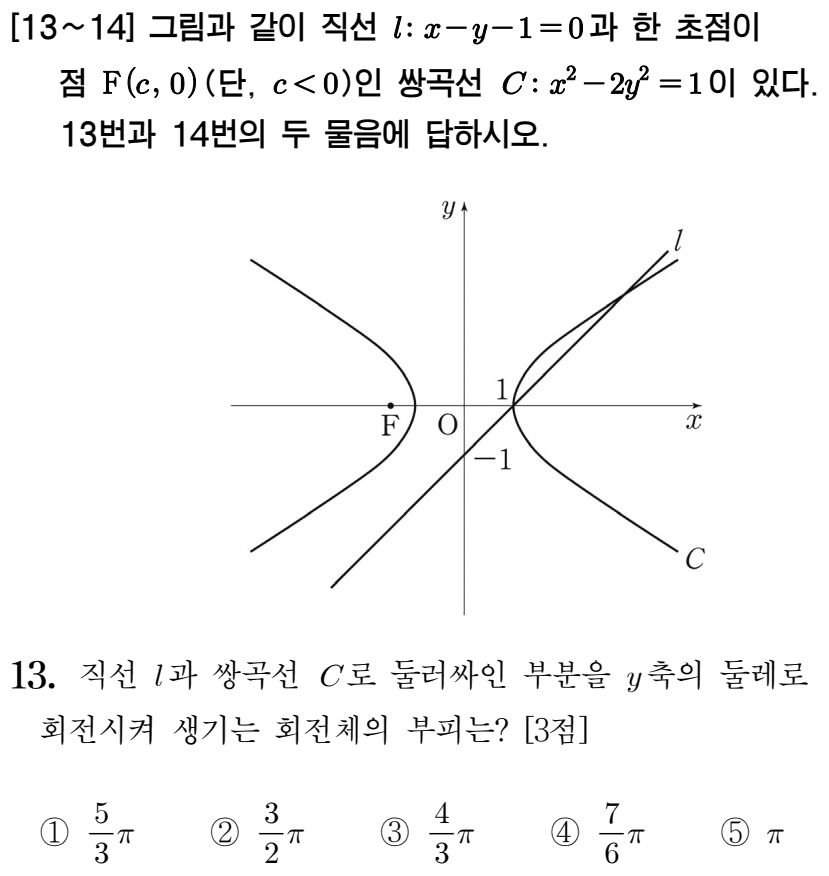 [13~14] 그림과 같이 직선 l: x-y-1=0과 한 초점이
점 F(c, 0)(단, c<0)인 쌍곡선 C: x²-2y²=1이 있다.
13번과 14번의 두 물음에 답하시오.
y
l
1
F
O
x
-1
C
13. 직선 l과 쌍곡선 C로 둘러싸인 부분을 y축의 둘레로
회전시켜 생기는 회전체의 부피는? [3점]
① 5/3 π ② 3/2 π ③ 4/3 π ④ 7/6 π ⑤ π